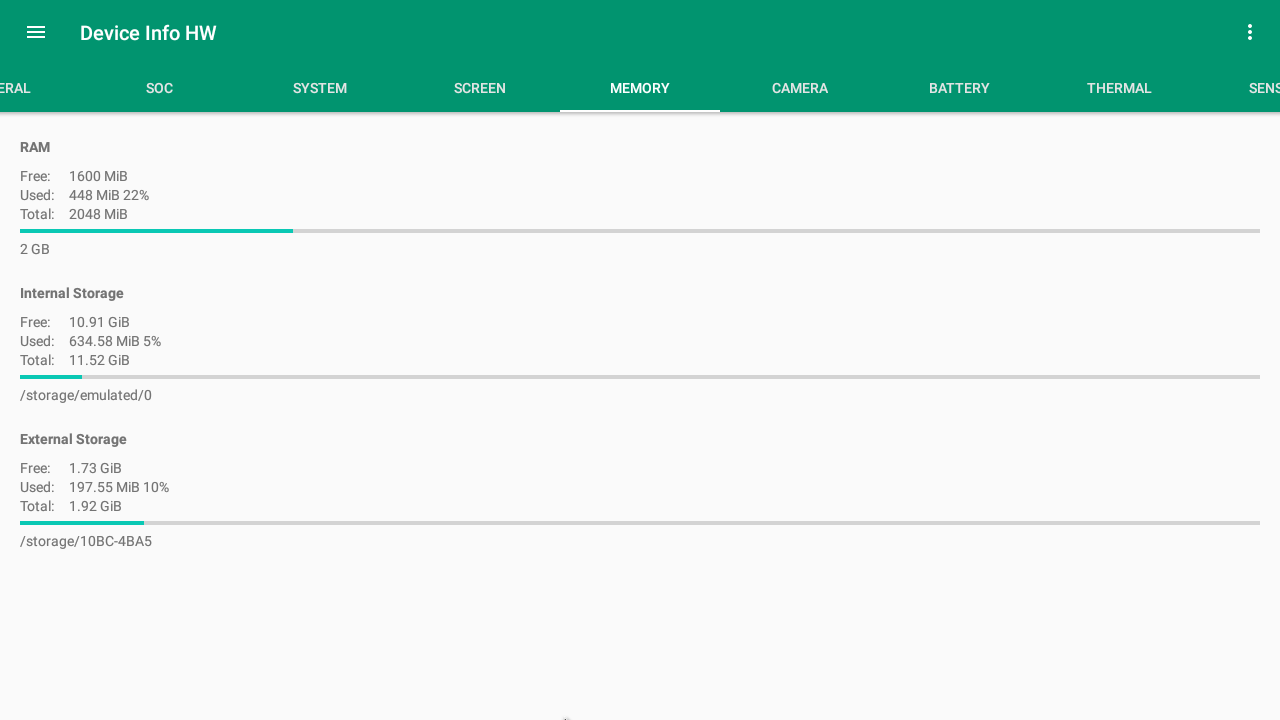 Device Info HW
ERAL SOC SYSTEM SCREEN MEMORY CAMERA BATTERY THERMAL SENS
RAM
Free: 1600 MiB
Used: 448 MiB 22%
Total: 2048 MiB
2 GB
Internal Storage
Free: 10.91 GiB
Used: 634.58 MiB 5%
Total: 11.52 GiB
/storage/emulated/0
External Storage
Free: 1.73 GiB
Used: 197.55 MiB 10%
Total: 1.92 GiB
/storage/10BC-4BA5